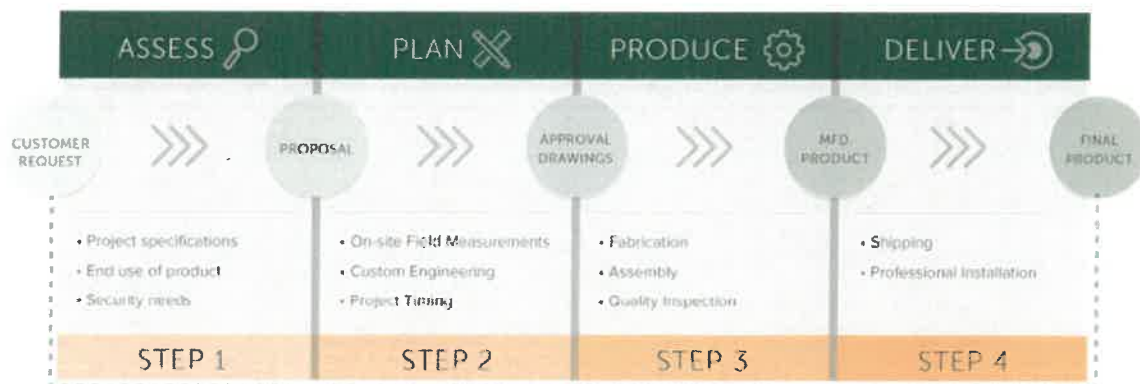 ASSESS
PLAN
PRODUCE
DELIVER
CUSTOMER
REQUEST
PROPOSAL
APPROVAL
DRAWINGS
MFD.
PRODUCT
FINAL
PRODUCT
• Project specifications
• End use of product
• Security needs
• On-site Field Measurements
• Custom Engineering
• Project Timing
• Fabrication
• Assembly
• Quality Inspection
• Shipping
• Professional Installation
STEP 1
STEP 2
STEP 3
STEP 4